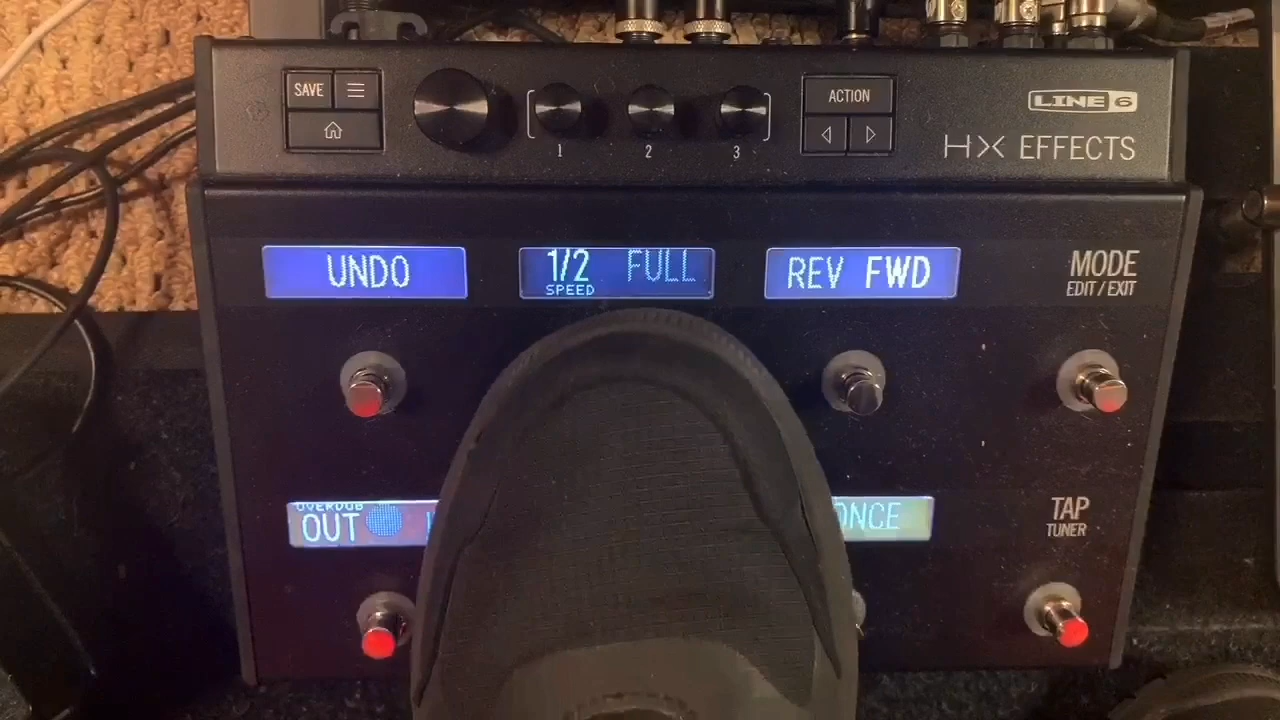 SAVE
1 2 3
ACTION
LINE 6
HX EFFECTS
UNDO
1/2 FULL
SPEED
REV FWD
MODE
EDIT / EXIT
OVERDUB
OUT
ONCE
TAP
TUNER